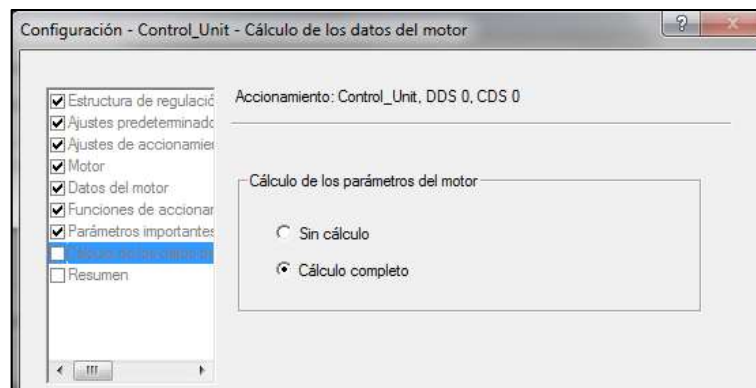 Configuración - Control_Unit - Cálculo de los datos del motor
?
Estructura de regulació
Ajustes predeterminado
Ajustes de accionamie
Motor
Datos del motor
Funciones de accionar
Parámetros importantes
Resumen
Accionamiento: Control_Unit, DDS 0, CDS 0
Cálculo de los parámetros del motor
Sin cálculo
Cálculo completo